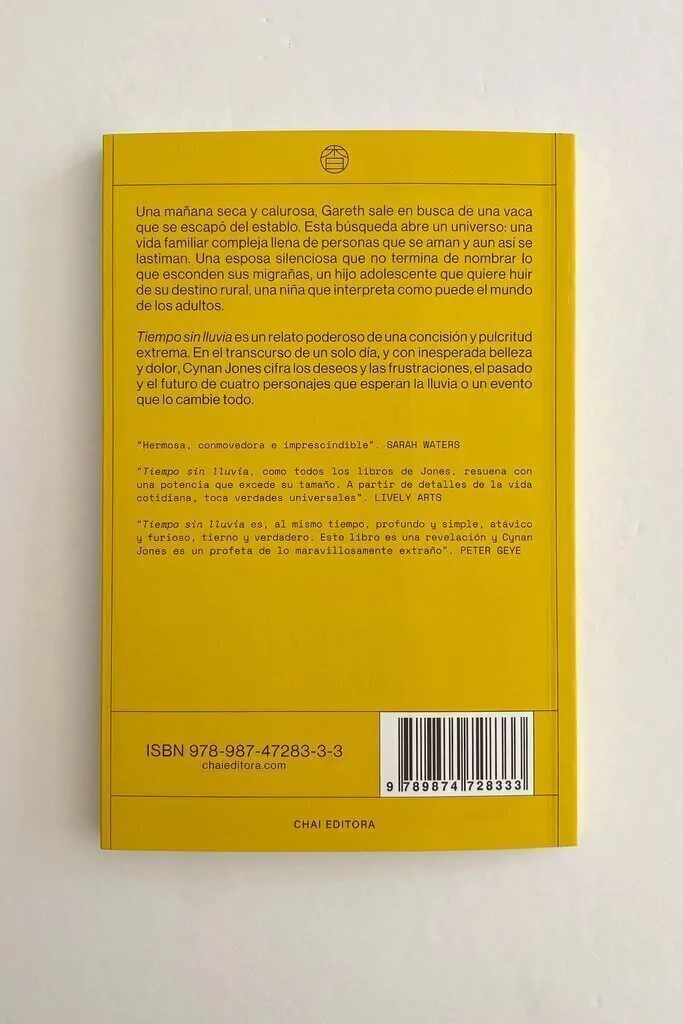 Una mañana seca y calurosa, Gareth sale en busca de una vaca
que se escapó del establo. Esta búsqueda abre un universo: una
vida familiar compleja llena de personas que se aman y aun así se
lastiman. Una esposa silenciosa que no termina de nombrar lo
que esconden sus migrañas, un hijo adolescente que quiere huir
de su destino rural, una niña que interpreta como puede el mundo
de los adultos.
Tiempo sin lluvia es un relato poderoso de una concisión y pulcritud
extrema. En el transcurso de un solo día, y con inesperada belleza
y dolor, Cynan Jones cifra los deseos y las frustraciones, el pasado
y el futuro de cuatro personajes que esperan la lluvia o un evento
que lo cambie todo.
"Hermosa, conmovedora e imprescindible". SARAH WATERS
"Tiempo sin lluvia, como todos los libros de Jones, resuena con
una potencia que excede su tamaño. A partir de detalles de la vida
cotidiana, toca verdades universales". LIVELY ARTS
"Tiempo sin lluvia es, al mismo tiempo, profundo y simple, atávico
y furioso, tierno y verdadero. Este libro es una revelación y Cynan
Jones es un profeta de lo maravillosamente extraño". PETER GEYE
ISBN 978-987-47283-3-3
chaieditora.com
9 789874 728333
CHAI EDITORA